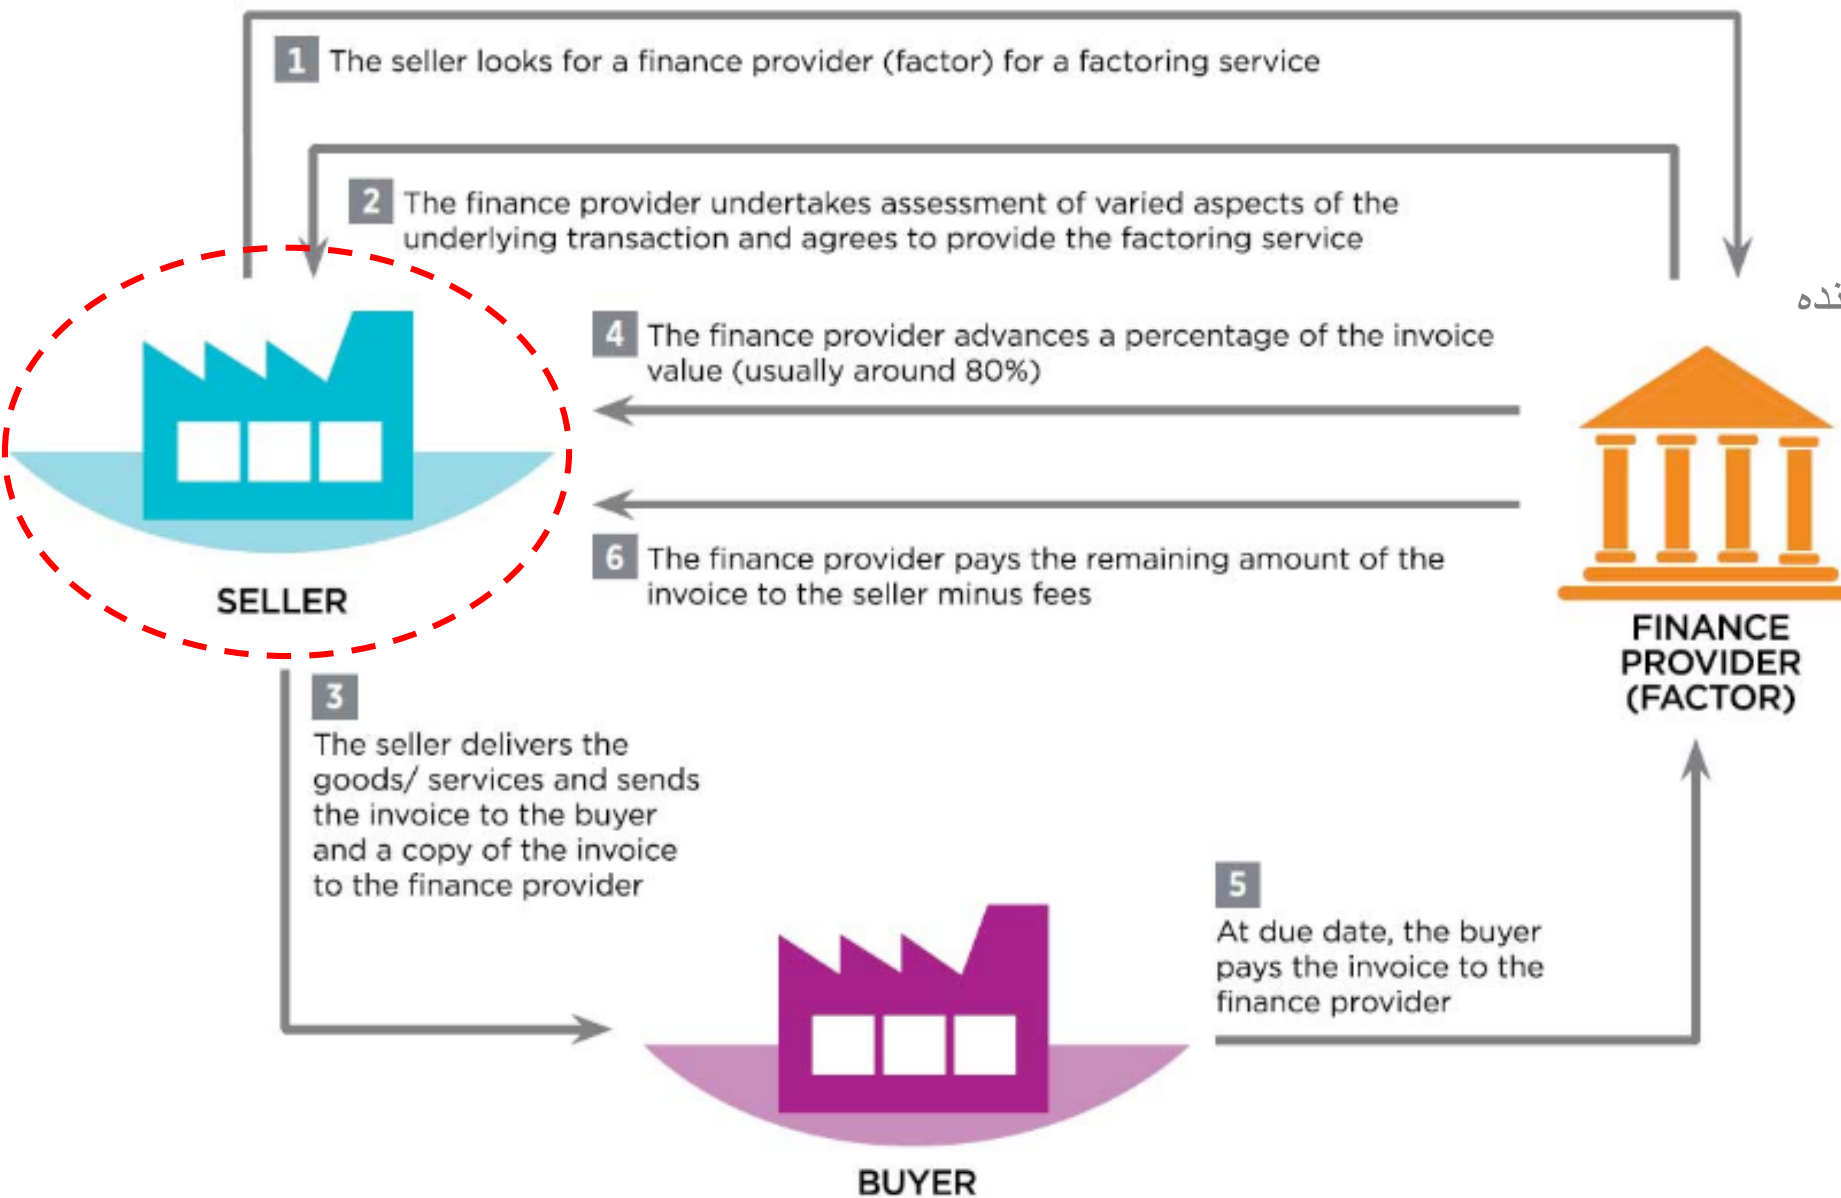 1 The seller looks for a finance provider (factor) for a factoring service
2 The finance provider undertakes assessment of varied aspects of the
underlying transaction and agrees to provide the factoring service
4 The finance provider advances a percentage of the invoice
value (usually around 80%)
6 The finance provider pays the remaining amount of the
invoice to the seller minus fees
SELLER
FINANCE
PROVIDER
(FACTOR)
3
The seller delivers the
goods/ services and sends
the invoice to the buyer
and a copy of the invoice
to the finance provider
5
At due date, the buyer
pays the invoice to the
finance provider
BUYER